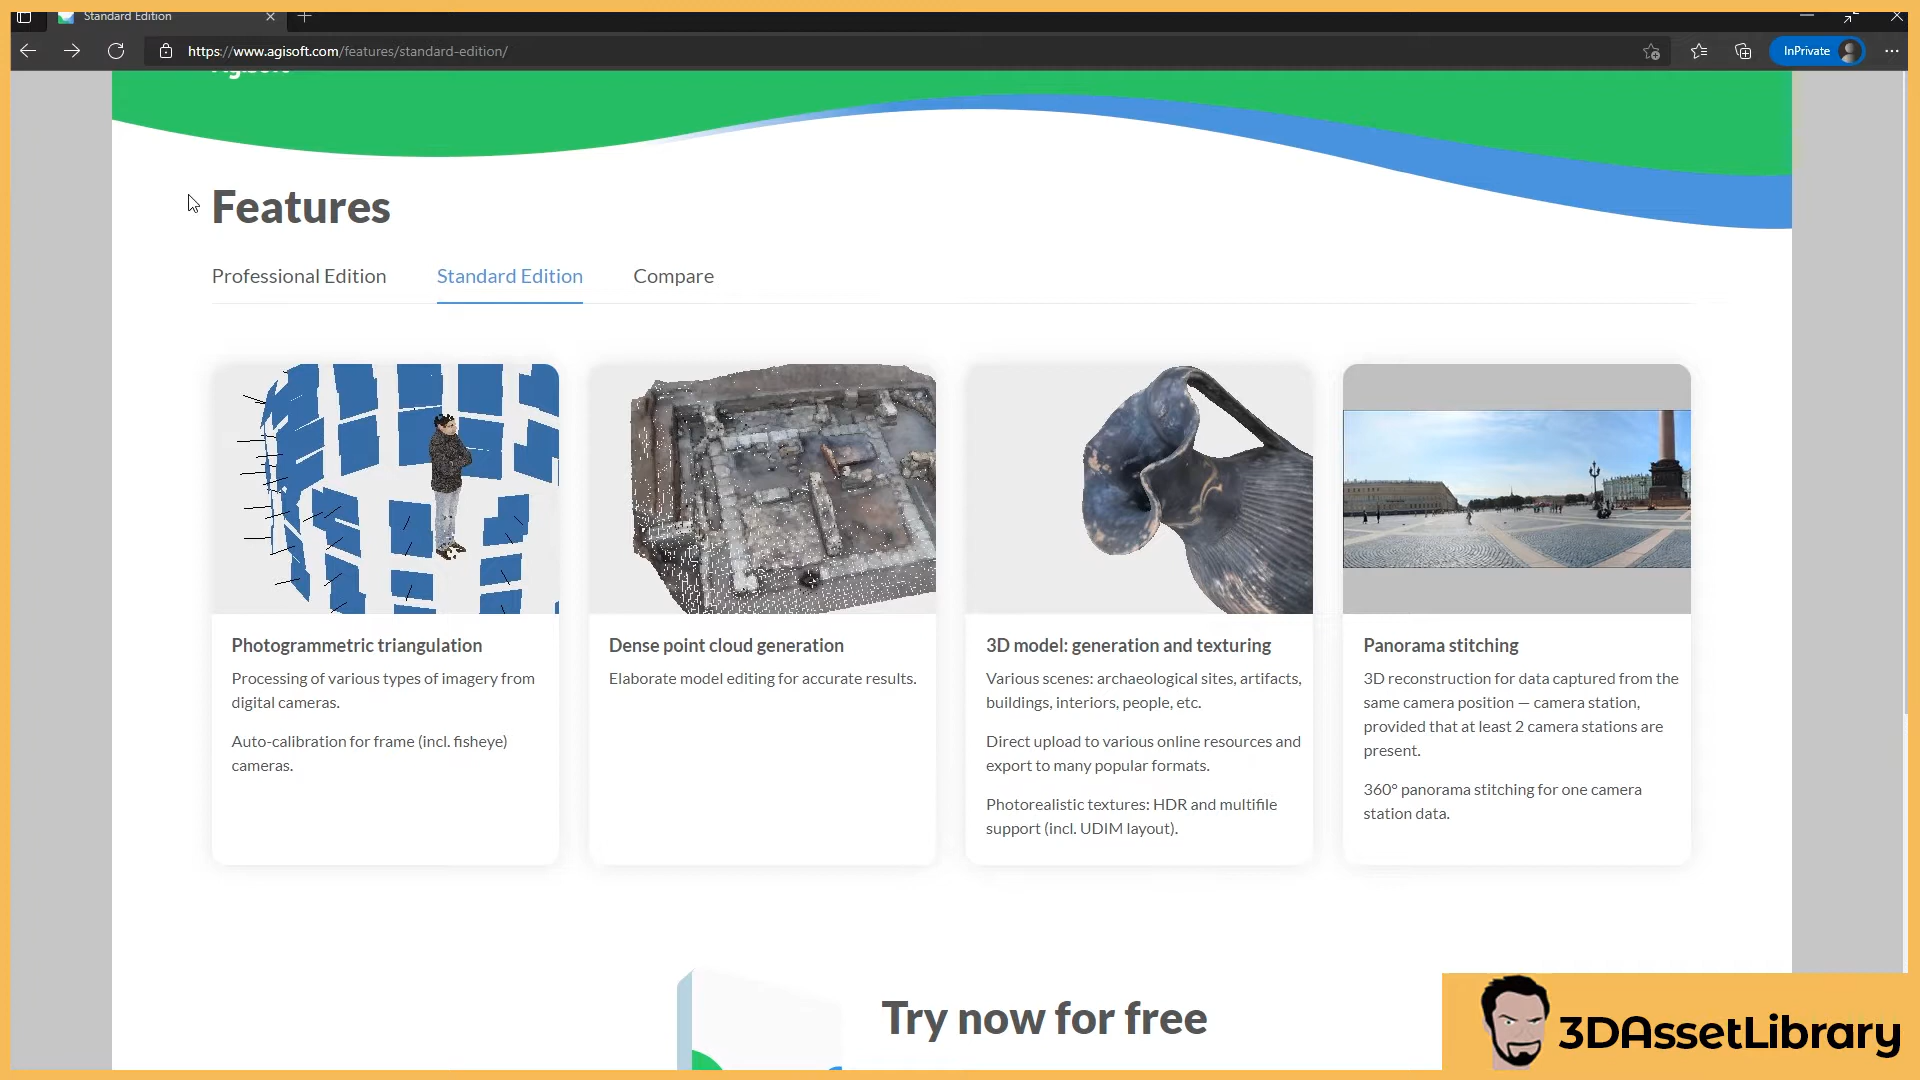 Standard Edition
https://www.agisoft.com/features/standard-edition/
InPrivate
Agisoft
Features
Professional Edition
Standard Edition
Compare
Photogrammetric triangulation
Processing of various types of imagery from
digital cameras.
Auto-calibration for frame (incl. fisheye)
cameras.
Dense point cloud generation
Elaborate model editing for accurate results.
3D model: generation and texturing
Various scenes: archaeological sites, artifacts,
buildings, interiors, people, etc.
Direct upload to various online resources and
export to many popular formats.
Photorealistic textures: HDR and multifile
support (incl. UDIM layout).
Panorama stitching
3D reconstruction for data captured from the
same camera position — camera station,
provided that at least 2 camera stations are
present.
360° panorama stitching for one camera
station data.
Try now for free
3DAssetLibrary